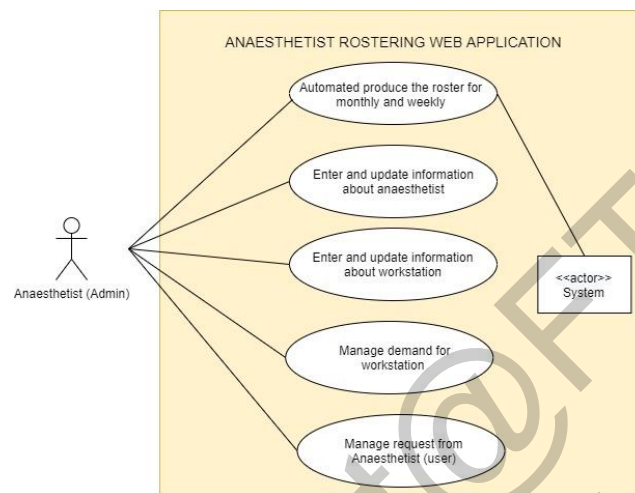 ANAESTHETIST ROSTERING WEB APPLICATION
Automated produce the roster for
monthly and weekly
Enter and update information
about anaesthetist
Enter and update information
about workstation
<<actor>>
System
Anaesthetist (Admin)
Manage demand for
workstation
Manage request from
Anaesthetist (user)